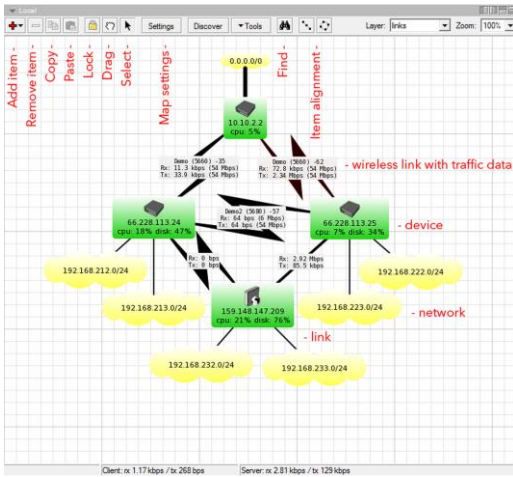 Local
Settings
Discover
Tools
Layer:
links
Zoom:
100%
Add item -
Remove item -
Copy -
Paste -
Lock -
Drag -
Select -
Map settings -
Find -
Item alignment -
0.0.0.0/0
10.10.2.2
cpu: 5%
Demo (5660) -35
Rx: 11.3 kbps (54 Mbps)
Tx: 33.9 kbps (54 Mbps)
Demo (5660) -62
Rx: 72.8 kbps (54 Mbps)
Tx: 2.34 Mbps (54 Mbps)
- wireless link with traffic data
Demo2 (5680) -57
Rx: 64 bps (6 Mbps)
Tx: 64 bps (54 Mbps)
66.228.113.24
cpu: 18% disk: 47%
66.228.113.25
cpu: 7% disk: 34%
- device
Rx: 0 bps
Tx: 0 bps
Rx: 2.92 Mbps
Tx: 85.5 kbps
192.168.212.0/24
192.168.222.0/24
192.168.213.0/24
192.168.223.0/24
- network
159.148.147.209
cpu: 21% disk: 76%
- link
192.168.232.0/24
192.168.233.0/24
Client: rx 1.17 kbps / tx 268 bps
Server: rx 2.81 kbps / tx 129 kbps